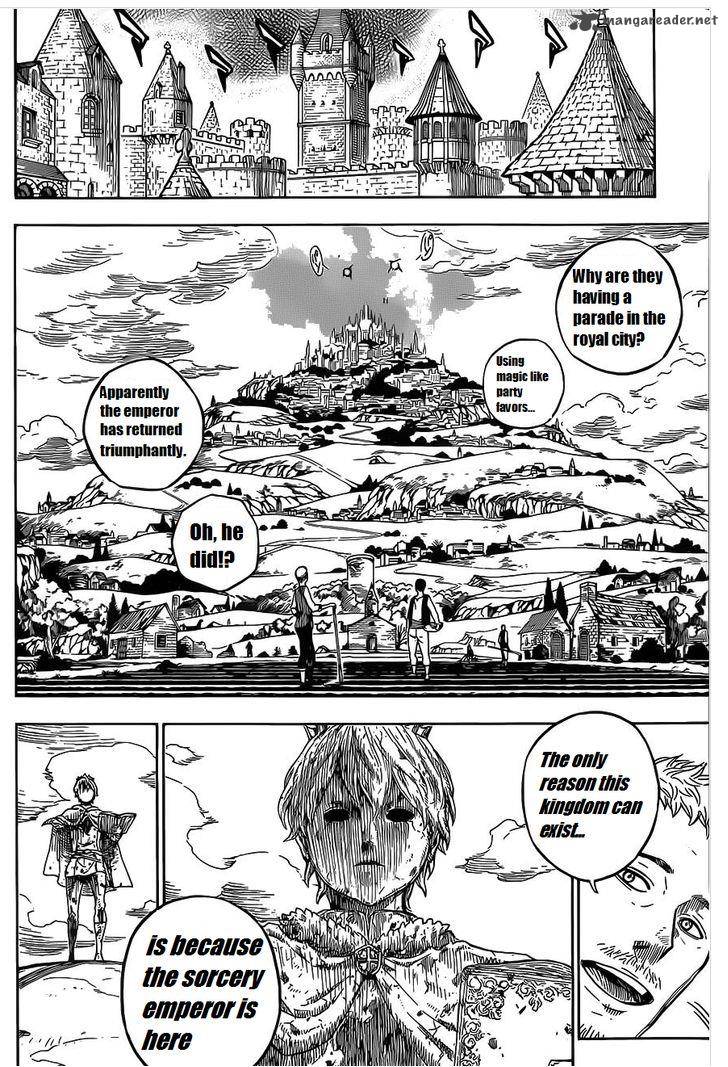 mangareader.net
Why are they
having a
parade in the
royal city?
Using
magic like
party
favors...
Apparently
the emperor
has returned
triumphantly.
Oh, he
did!?
The only
reason this
kingdom can
exist...
is because
the sorcery
emperor is
here